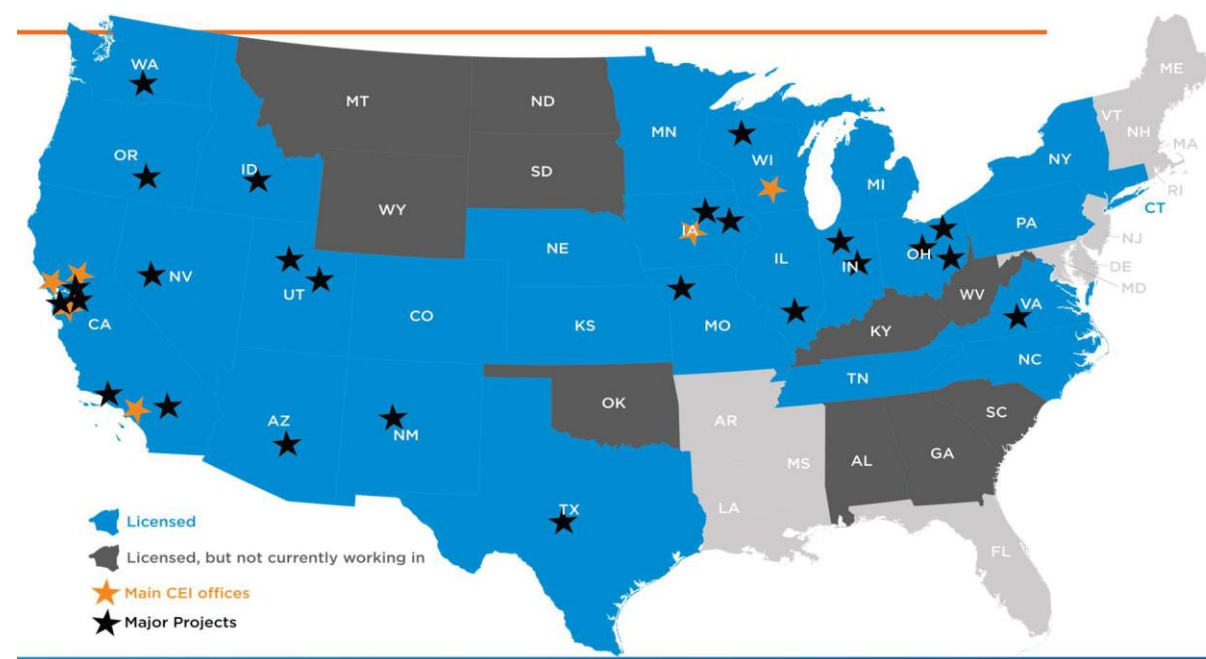 WA
MT
ND
MN
ME
VT
NH
MA
OR
ID
SD
WI
MI
NY
RI
CT
WY
IA
NE
PA
NJ
NV
UT
CO
IL
IN
OH
DE
MD
WV
VA
CA
KS
MO
KY
NC
TN
AZ
NM
OK
AR
SC
MS
AL
GA
TX
LA
FL
Licensed
Licensed, but not currently working in
Main CEI offices
Major Projects